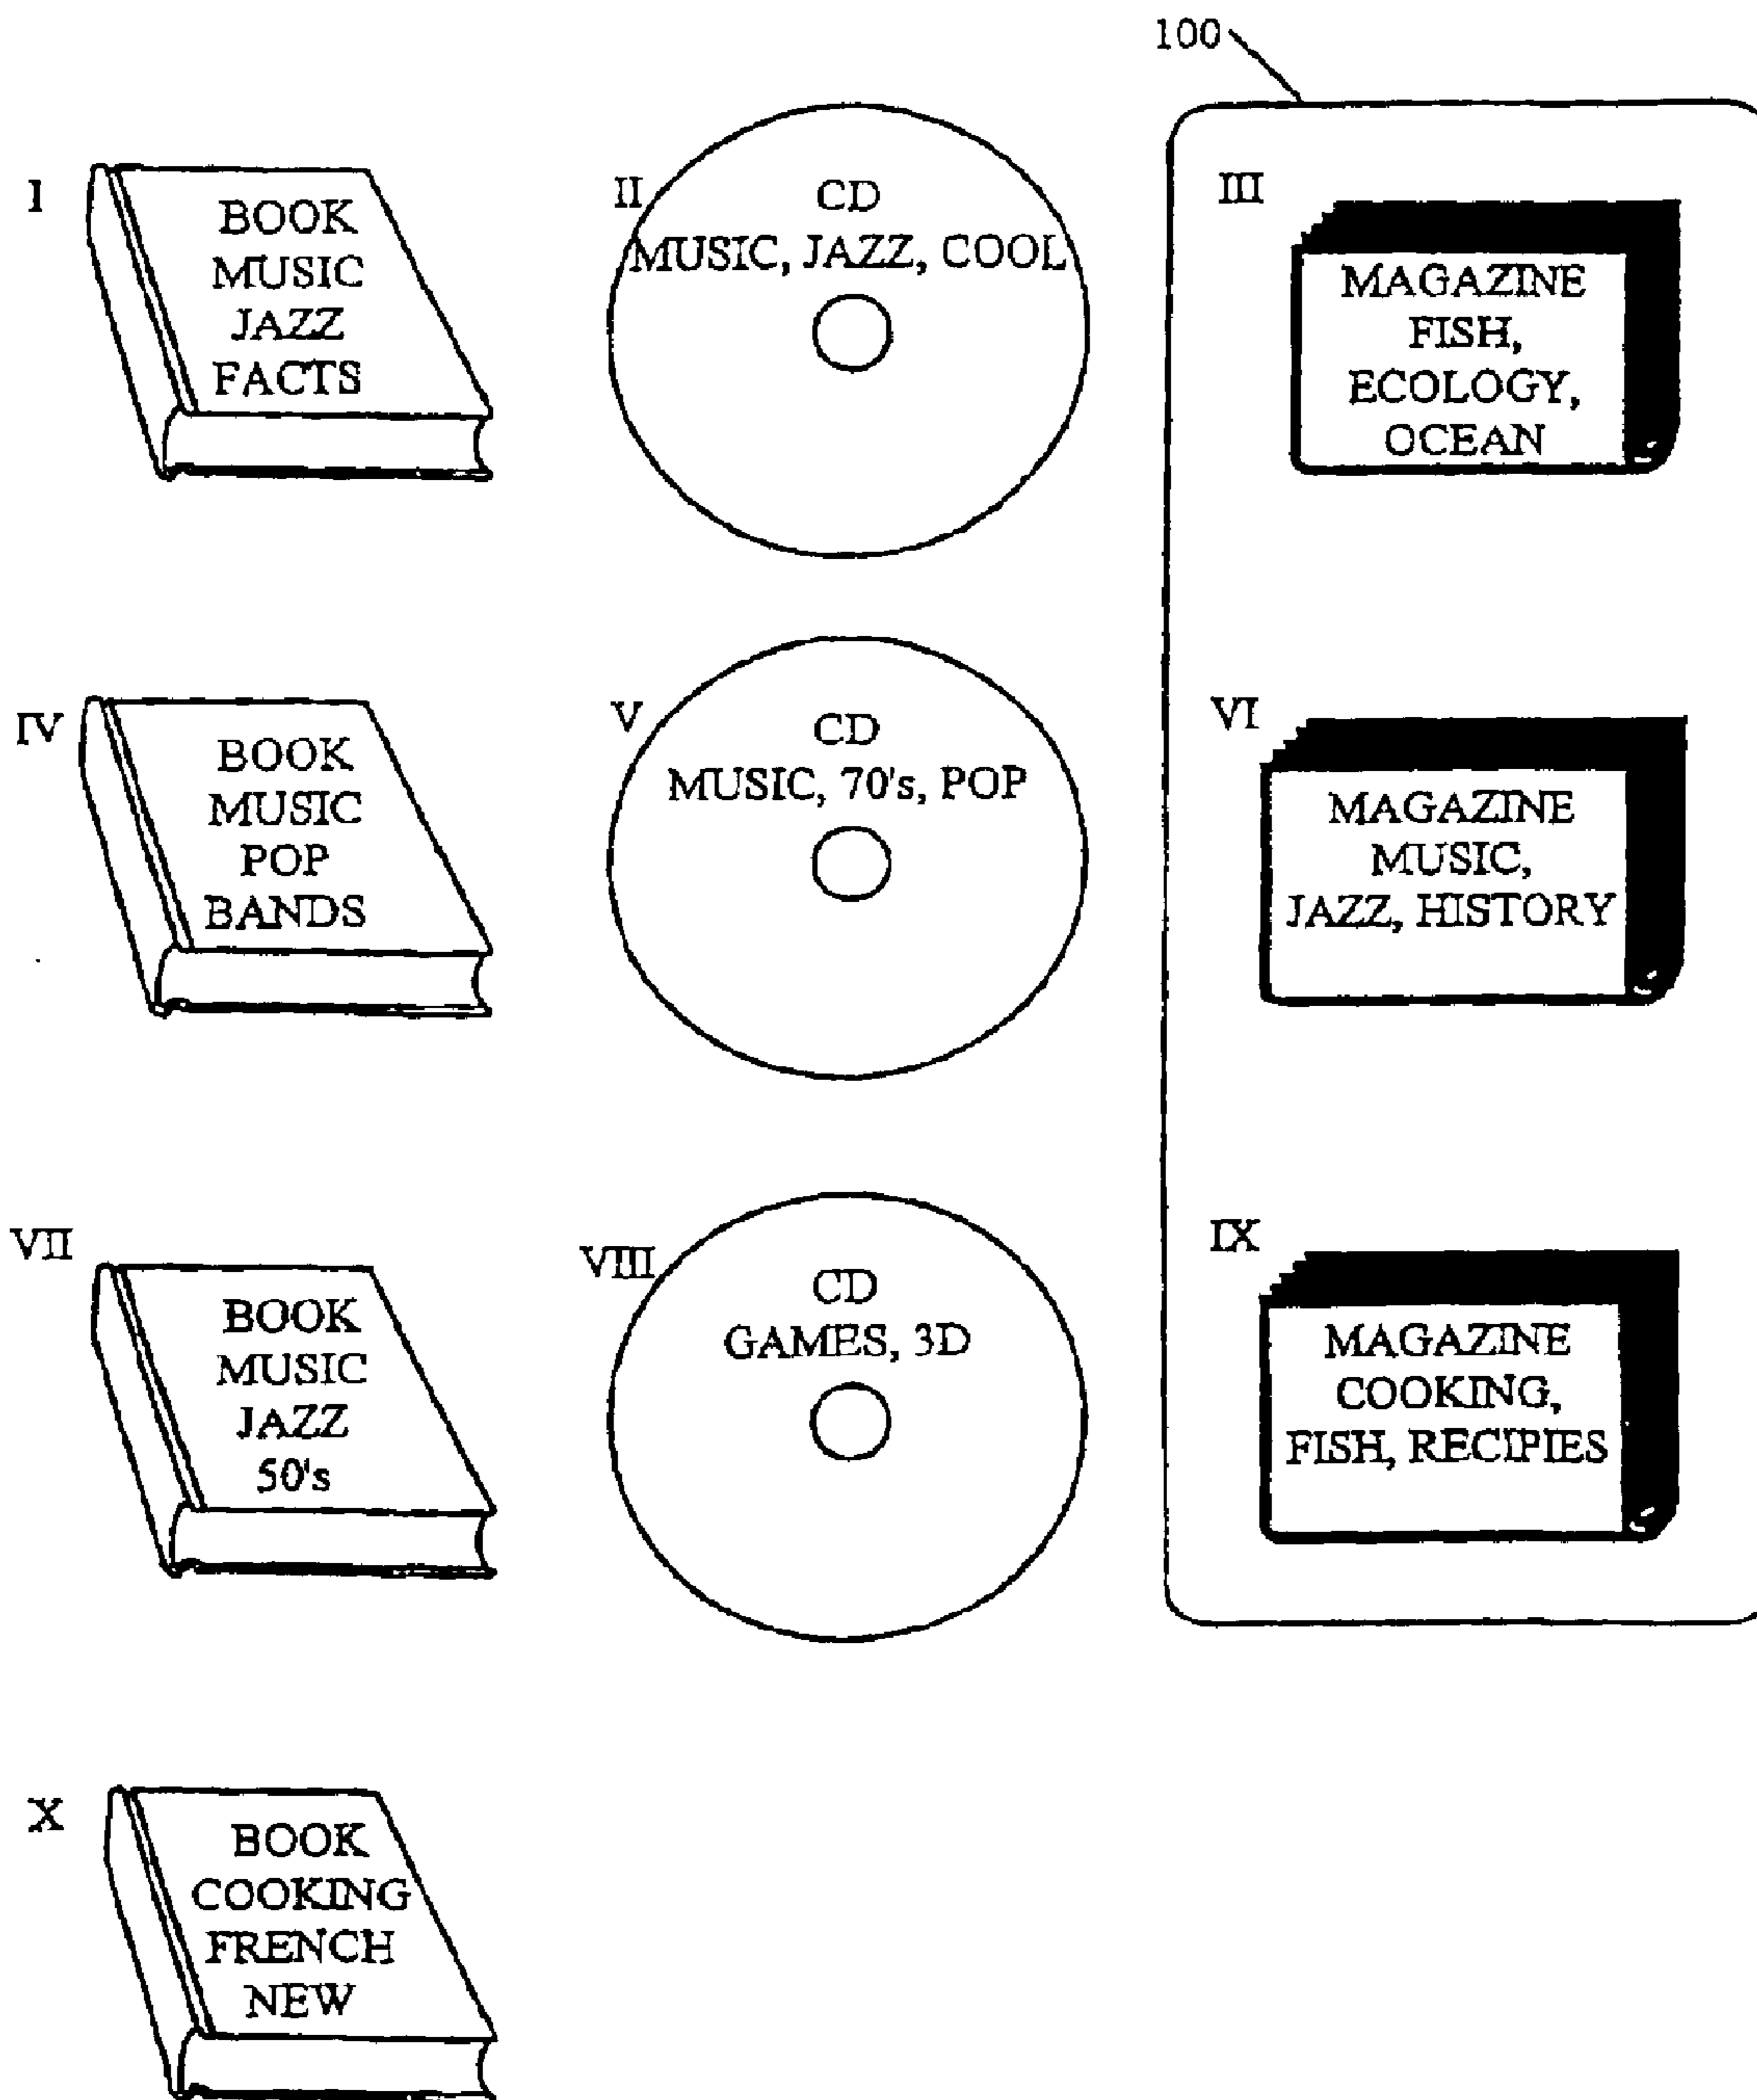 100
I
BOOK
MUSIC
JAZZ
FACTS
II
CD
MUSIC, JAZZ, COOL
III
MAGAZINE
FISH,
ECOLOGY,
OCEAN
IV
BOOK
MUSIC
POP
BANDS
V
CD
MUSIC, 70's, POP
VI
MAGAZINE
MUSIC,
JAZZ, HISTORY
VII
BOOK
MUSIC
JAZZ
50's
VIII
CD
GAMES, 3D
IX
MAGAZINE
COOKING,
FISH, RECIPIES
X
BOOK
COOKING
FRENCH
NEW